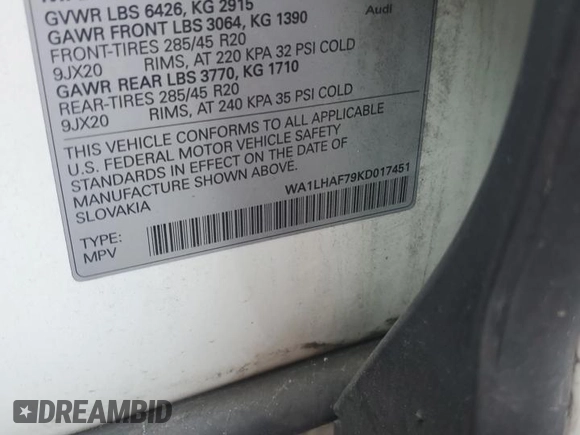 GVWR LBS 6426, KG 2915
Audi
GAWR FRONT LBS 3064, KG 1390
FRONT-TIRES 285/45 R20
9JX20 RIMS, AT 220 KPA 32 PSI COLD
GAWR REAR LBS 3770, KG 1710
REAR-TIRES 285/45 R20
9JX20 RIMS, AT 240 KPA 35 PSI COLD
THIS VEHICLE CONFORMS TO ALL APPLICABLE
U.S. FEDERAL MOTOR VEHICLE SAFETY
STANDARDS IN EFFECT ON THE DATE OF
MANUFACTURE SHOWN ABOVE.
SLOVAKIA
WA1LHAF79KD017451
TYPE:
MPV
DREAMBID